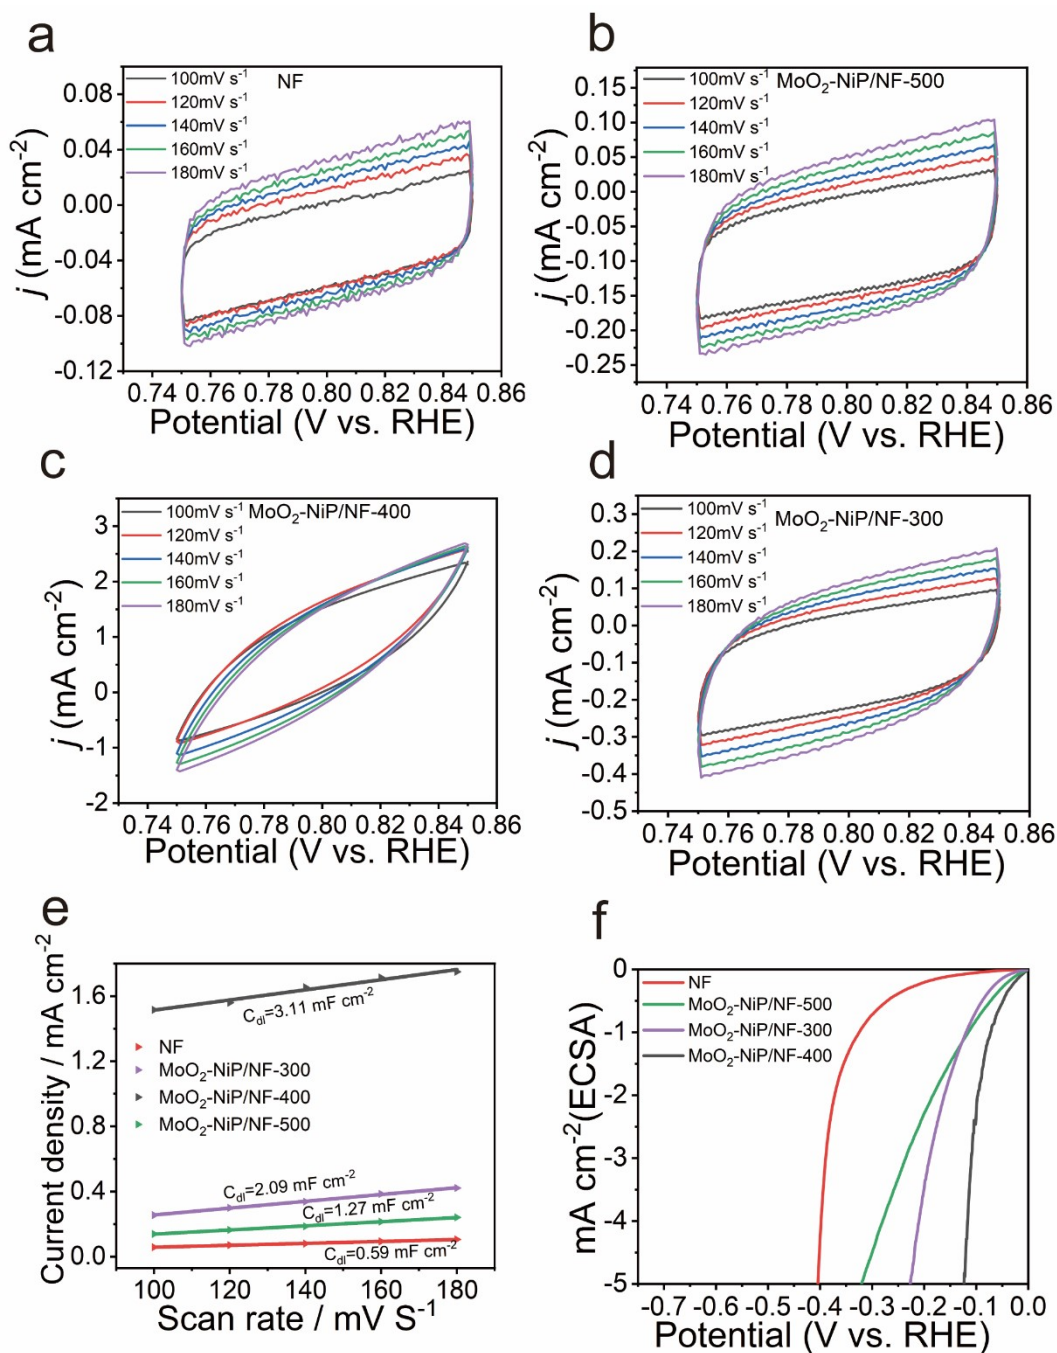 a
NF
100mV s⁻¹
120mV s⁻¹
140mV s⁻¹
160mV s⁻¹
180mV s⁻¹
0.08
0.04
0.00
-0.04
-0.08
-0.12
j (mA cm⁻²)
0.74 0.76 0.78 0.80 0.82 0.84 0.86
Potential (V vs. RHE)
b
MoO₂-NiP/NF-500
100mV s⁻¹
120mV s⁻¹
140mV s⁻¹
160mV s⁻¹
180mV s⁻¹
0.15
0.10
0.05
0.00
-0.05
-0.10
-0.15
-0.20
-0.25
j (mA cm⁻²)
0.74 0.76 0.78 0.80 0.82 0.84 0.86
Potential (V vs. RHE)
c
MoO₂-NiP/NF-400
100mV s⁻¹
120mV s⁻¹
140mV s⁻¹
160mV s⁻¹
180mV s⁻¹
3
2
1
0
-1
-2
j (mA cm⁻²)
0.74 0.76 0.78 0.80 0.82 0.84 0.86
Potential (V vs. RHE)
d
MoO₂-NiP/NF-300
100mV s⁻¹
120mV s⁻¹
140mV s⁻¹
160mV s⁻¹
180mV s⁻¹
0.3
0.2
0.1
0.0
-0.1
-0.2
-0.3
-0.4
-0.5
j (mA cm⁻²)
0.74 0.76 0.78 0.80 0.82 0.84 0.86
Potential (V vs. RHE)
e
1.6
1.2
0.8
0.4
0.0
Current density / mA cm⁻²
C_dl=3.11 mF cm⁻²
NF
MoO₂-NiP/NF-300
MoO₂-NiP/NF-400
MoO₂-NiP/NF-500
C_dl=2.09 mF cm⁻²
C_dl=1.27 mF cm⁻²
C_dl=0.59 mF cm⁻²
100 120 140 160 180
Scan rate / mV S⁻¹
f
NF
MoO₂-NiP/NF-500
MoO₂-NiP/NF-300
MoO₂-NiP/NF-400
0
-1
-2
-3
-4
-5
mA cm⁻²(ECSA)
-0.7 -0.6 -0.5 -0.4 -0.3 -0.2 -0.1 0.0
Potential (V vs. RHE)